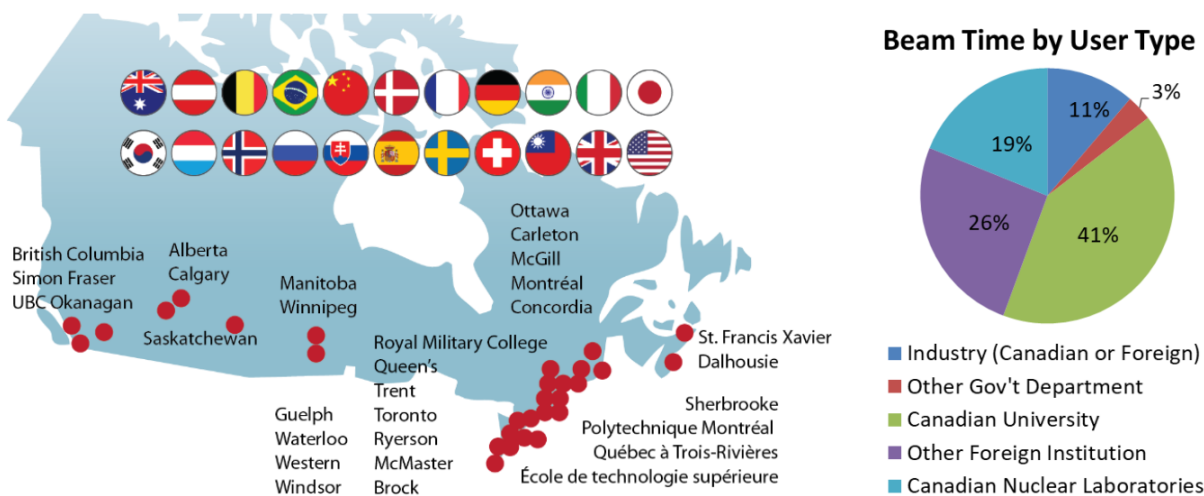 British Columbia
Simon Fraser
UBC Okanagan
Alberta
Calgary
Saskatchewan
Manitoba
Winnipeg
Ottawa
Carleton
McGill
Montréal
Concordia
Guelph
Waterloo
Western
Windsor
Royal Military College
Queen's
Trent
Toronto
Ryerson
McMaster
Brock
St. Francis Xavier
Dalhousie
Sherbrooke
Polytechnique Montréal
Québec à Trois-Rivières
École de technologie supérieure
Beam Time by User Type
11%
3%
41%
26%
19%
Industry (Canadian or Foreign)
Other Gov't Department
Canadian University
Other Foreign Institution
Canadian Nuclear Laboratories